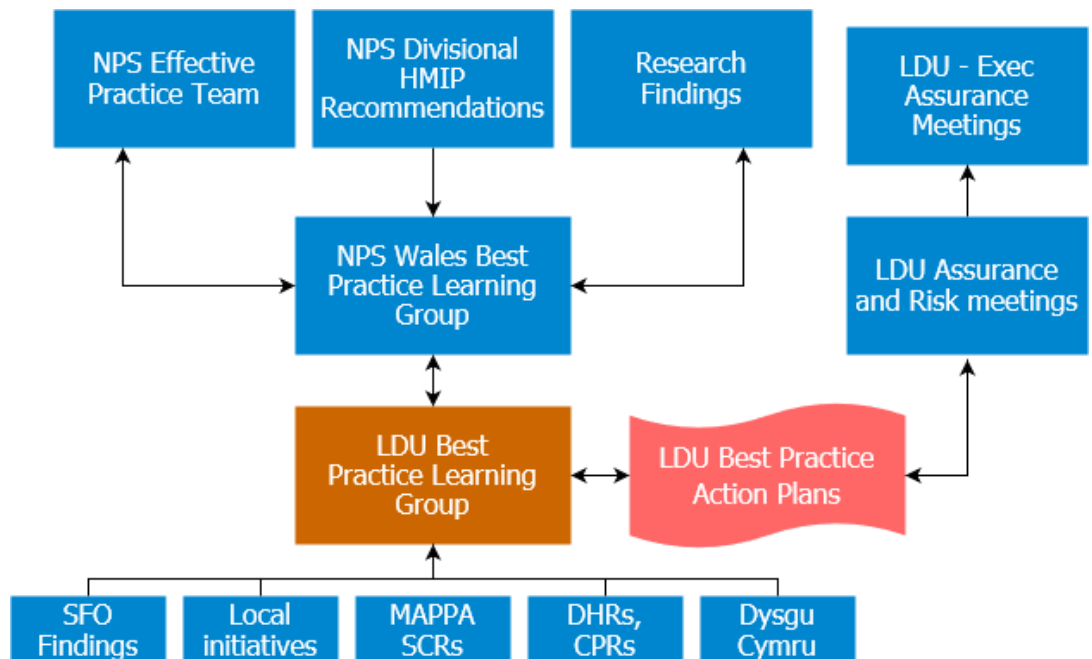 NPS Effective
Practice Team
NPS Divisional
HMIP
Recommendations
Research
Findings
LDU - Exec
Assurance
Meetings
NPS Wales Best
Practice Learning
Group
LDU Assurance
and Risk meetings
LDU Best
Practice Learning
Group
LDU Best Practice
Action Plans
SFO
Findings
Local
initiatives
MAPPA
SCRs
DHRs,
CPRs
Dysgu
Cymru